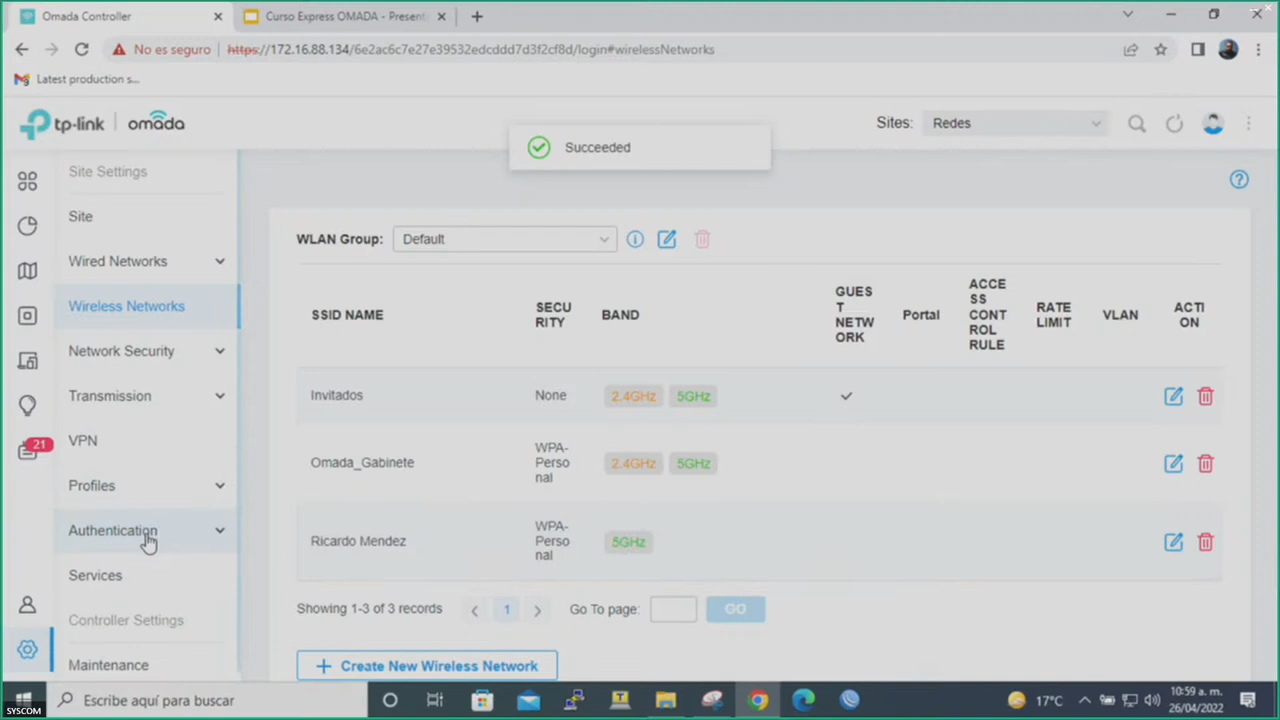 Omada Controller
Curso Express OMADA - Present
No es seguro
https://172.16.88.134/6e2ac6c7e27e39532edcddd7d3f2cf8d/login#wirelessNetworks
Latest production s...
tp-link
omada
Sites:
Redes
Succeeded
Site Settings
Site
Wired Networks
Wireless Networks
Network Security
Transmission
21
VPN
Profiles
Authentication
Services
Controller Settings
Maintenance
WLAN Group:
Default
SSID NAME
SECU
RITY
BAND
GUES
T
NETW
ORK
Portal
ACCE
SS
CONT
ROL
RULE
RATE
LIMIT
VLAN
ACTI
ON
Invitados
None
2.4GHz
5GHz
Omada_Gabinete
WPA-
Perso
nal
2.4GHz
5GHz
Ricardo Mendez
WPA-
Perso
nal
5GHz
Showing 1-3 of 3 records
1
Go To page:
GO
Create New Wireless Network
SYSCOM
Escribe aquí para buscar
17°C
10:59 a. m.
26/04/2022